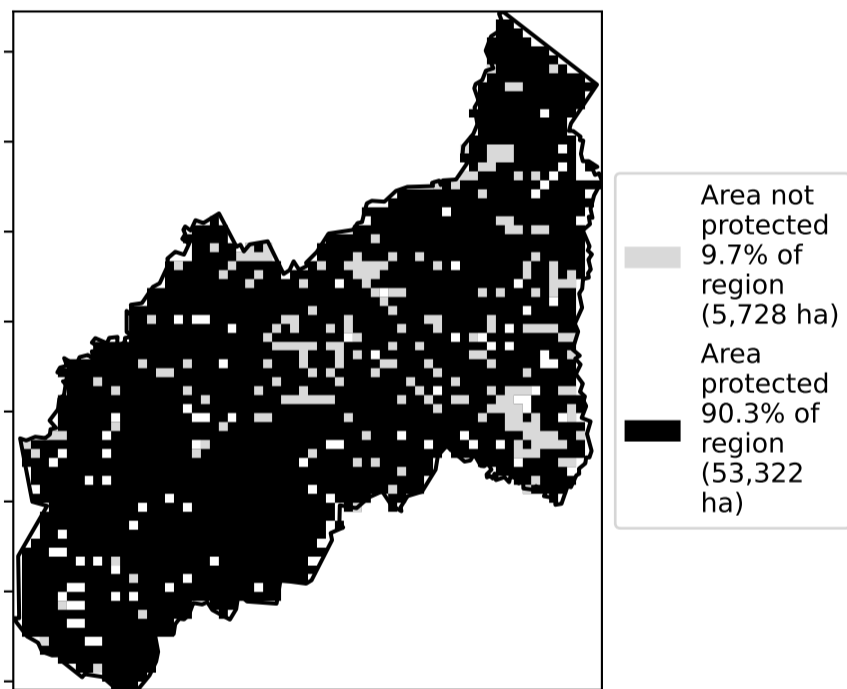 Area not
protected
9.7% of
region
(5,728 ha)
Area
protected
90.3% of
region
(53,322
ha)